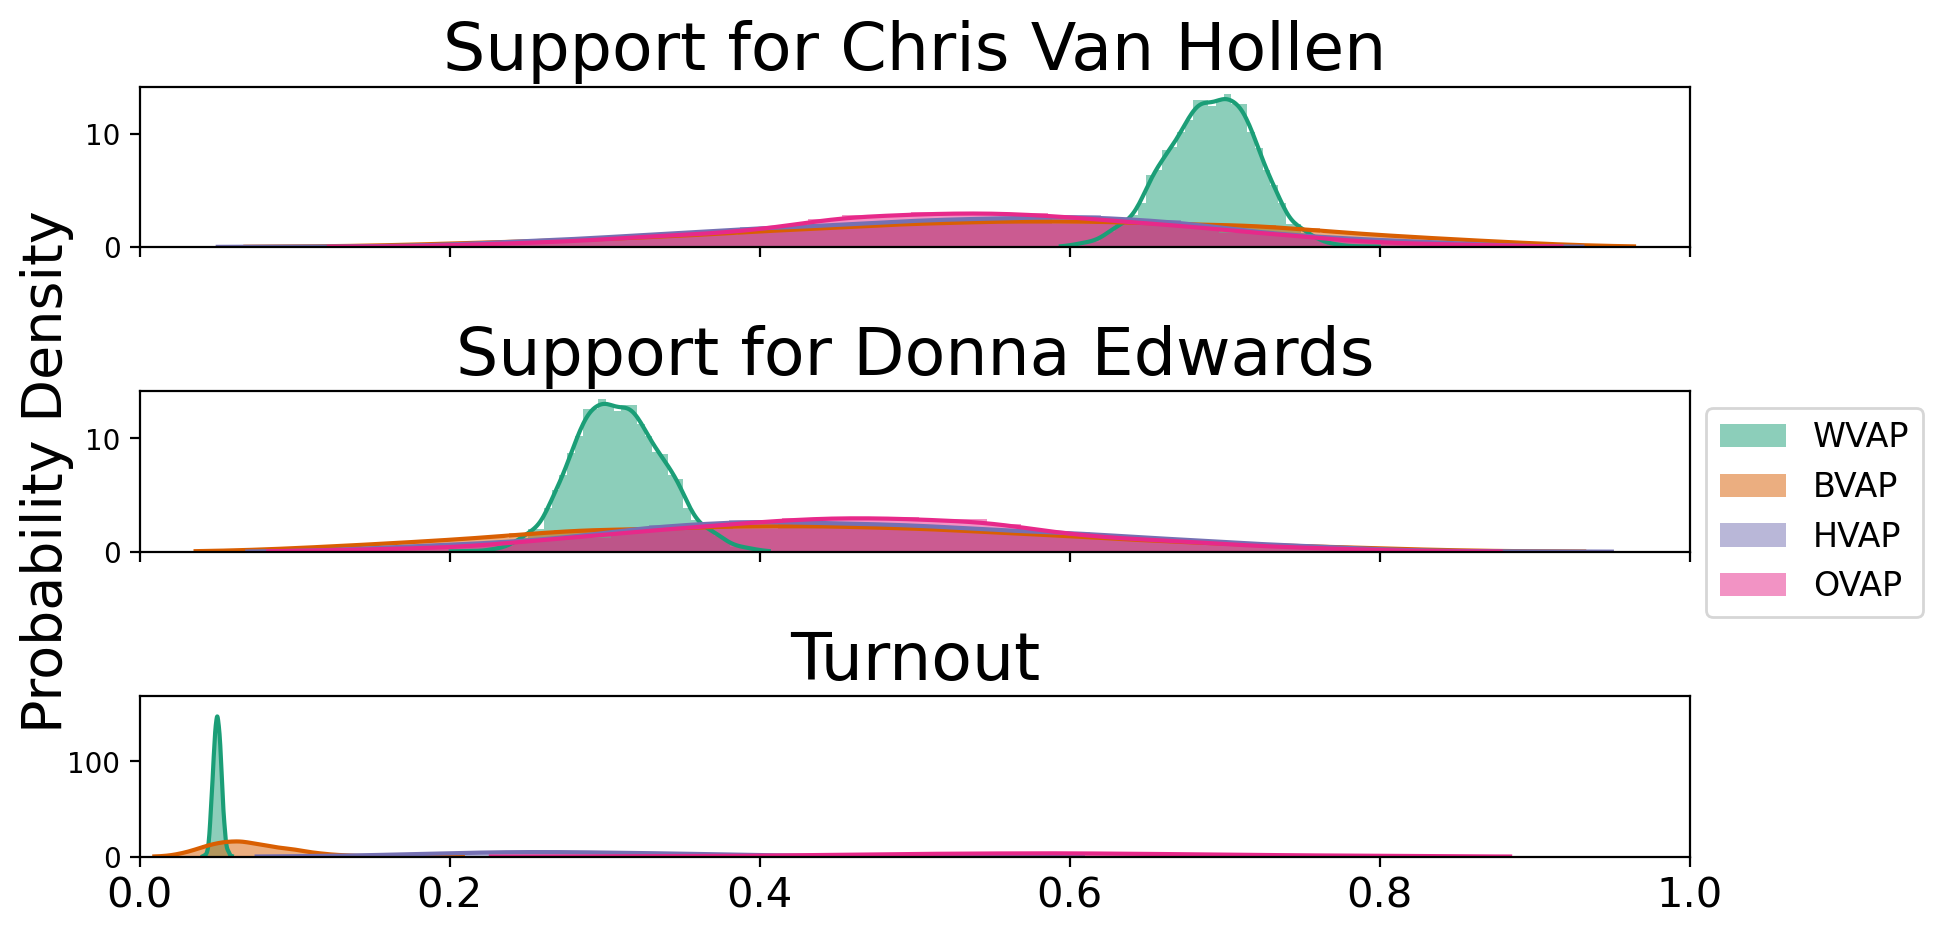 Support for Chris Van Hollen
10
0
Support for Donna Edwards
10
0
Probability Density
WVAP
BVAP
HVAP
OVAP
Turnout
100
0
0.0 0.2 0.4 0.6 0.8 1.0